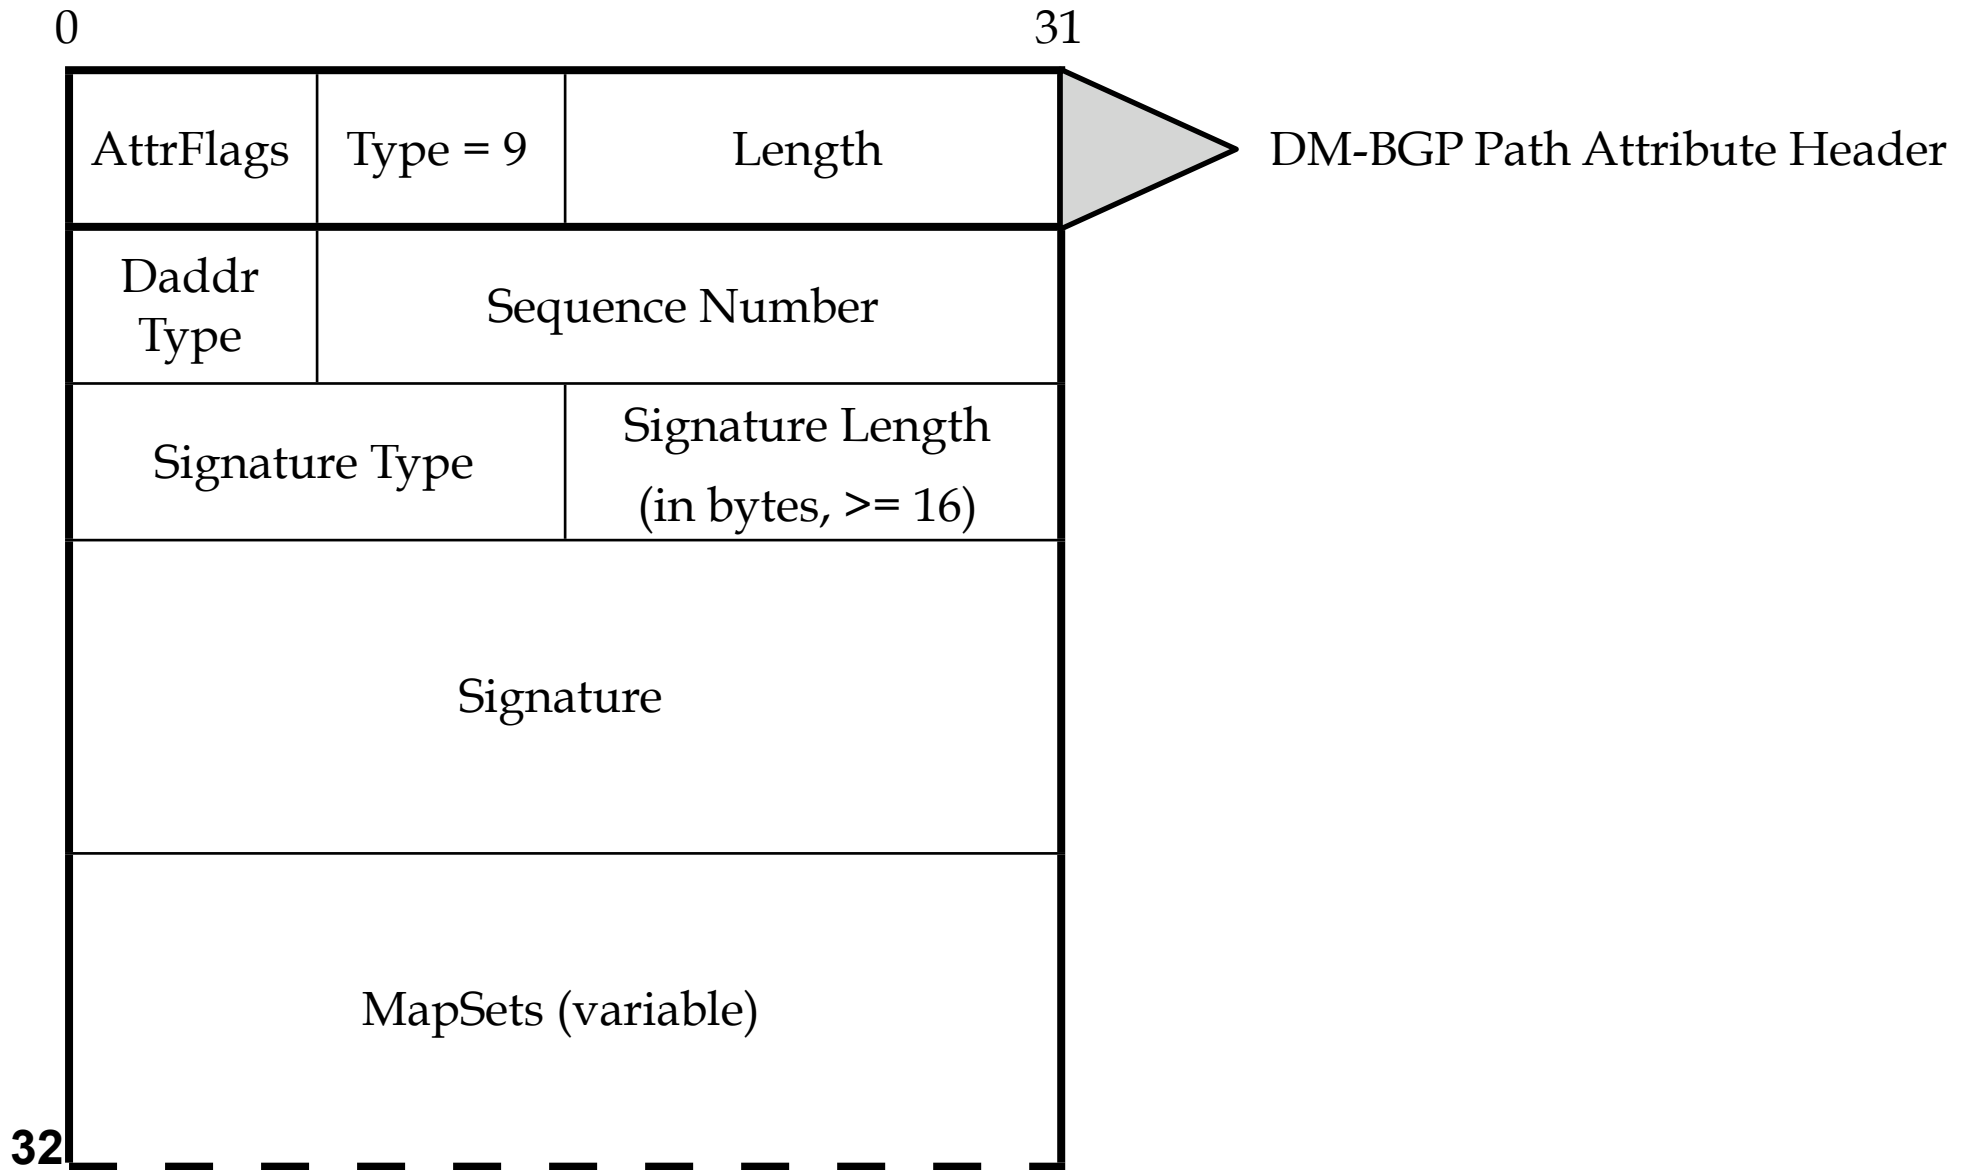 0
31
AttrFlags
Type = 9
Length
DM-BGP Path Attribute Header
Daddr
Type
Sequence Number
Signature Type
Signature Length
(in bytes, >= 16)
Signature
MapSets (variable)
32